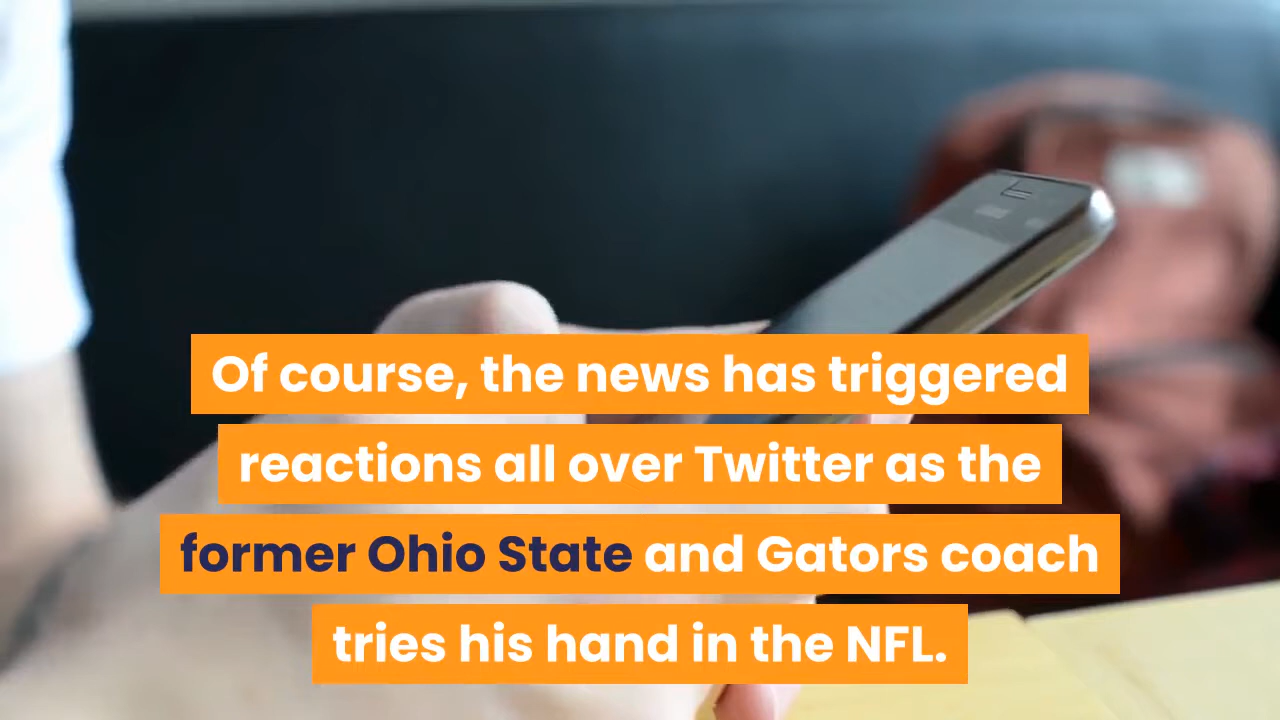 Of course, the news has triggered
reactions all over Twitter as the
former Ohio State and Gators coach
tries his hand in the NFL.